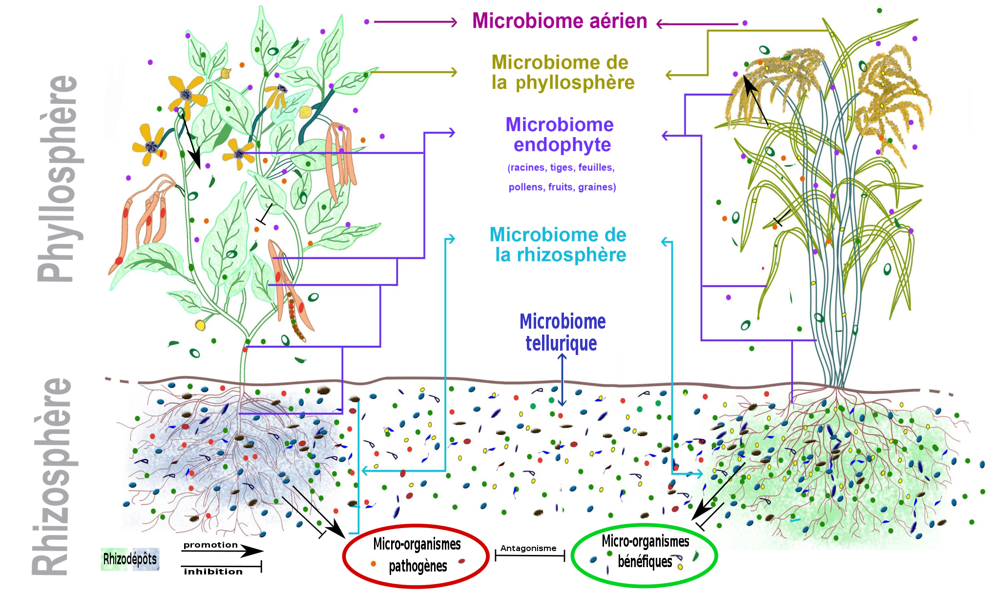 Microbiome aérien
Microbiome de
la phyllosphère
Microbiome
endophyte
(racines, tiges, feuilles,
pollens, fruits, graines)
Microbiome de
la rhizosphère
Microbiome
tellurique
Phyllosphère
Rhizosphère
Rhizodépôts
promotion
inhibition
Micro-organismes
pathogènes
Antagonisme
Micro-organismes
bénéfiques